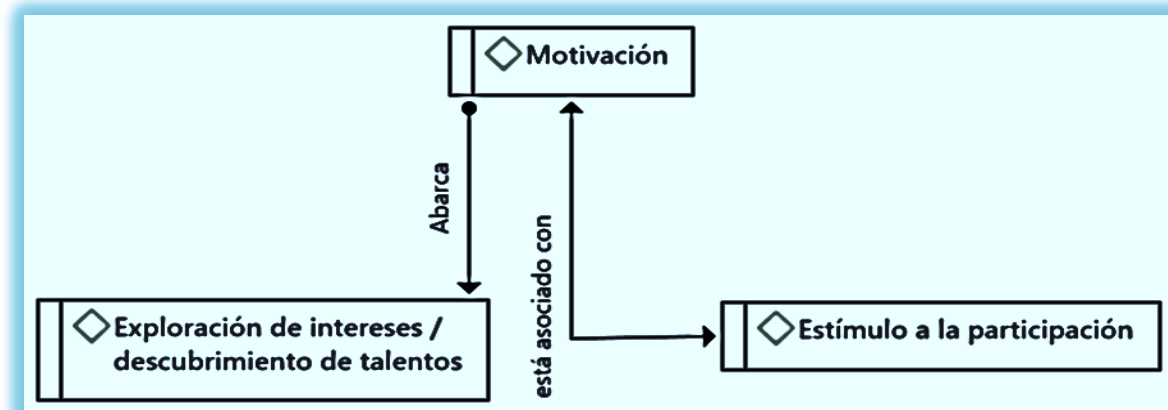 Motivación
Abarca
está asociado con
Exploración de intereses /
descubrimiento de talentos
Estímulo a la participación